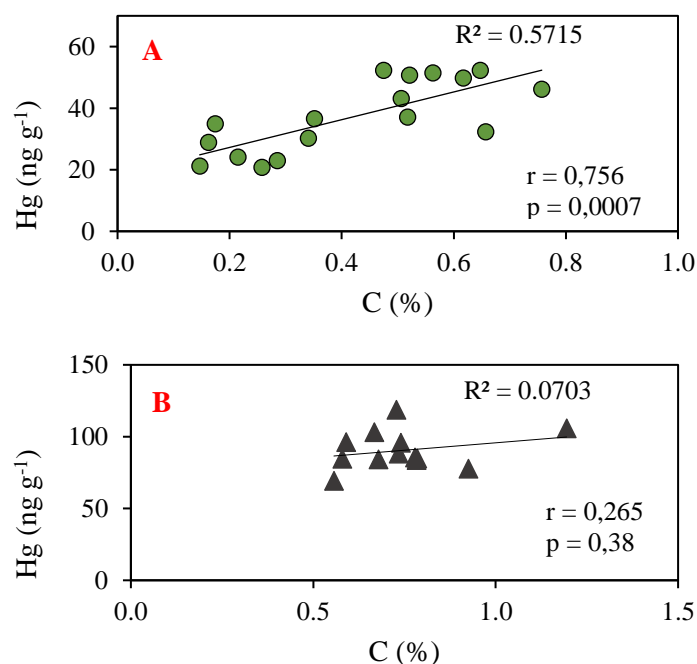 A
R² = 0.5715
60
40
20
0
Hg (ng g⁻¹)
r = 0,756
p = 0,0007
0.0 0.2 0.4 0.6 0.8 1.0
C (%)
B
R² = 0.0703
150
100
50
0
Hg (ng g⁻¹)
r = 0,265
p = 0,38
0.0 0.5 1.0 1.5
C (%)